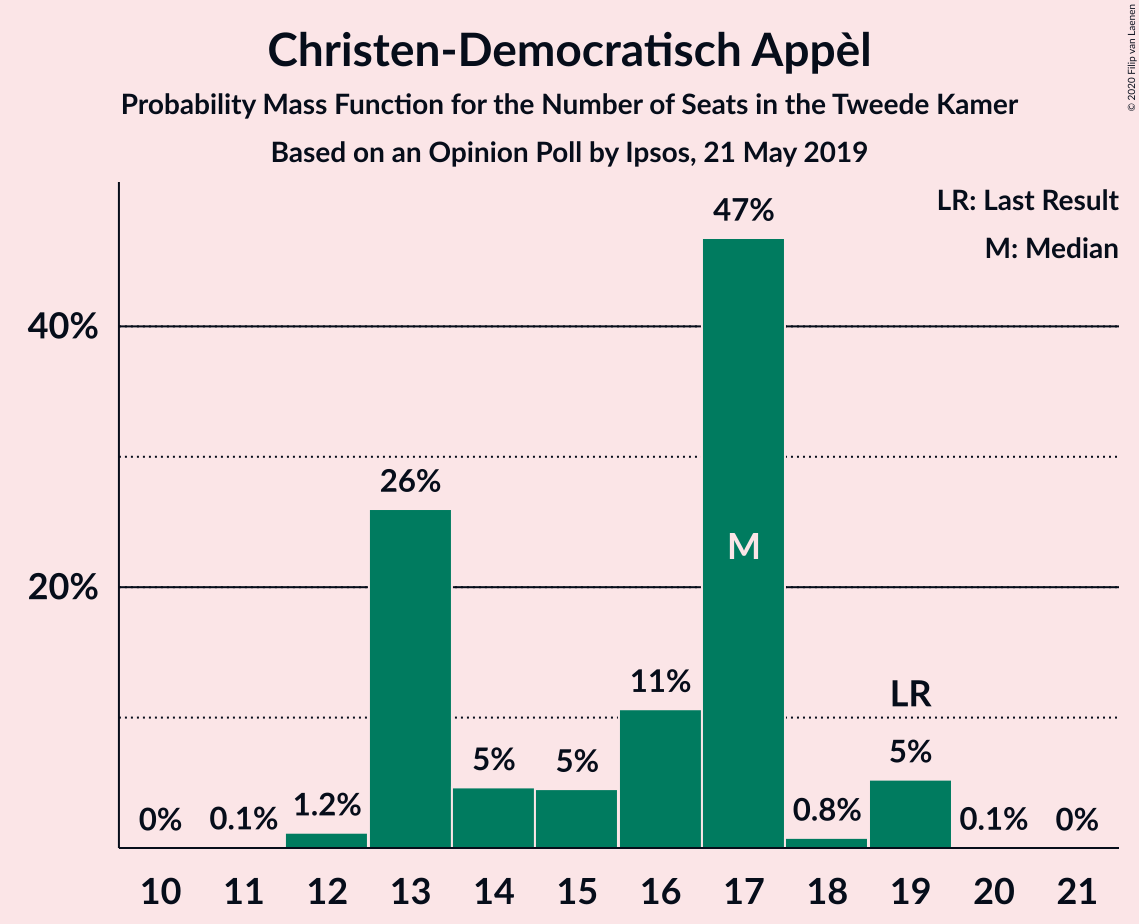 Christen-Democratisch Appèl
Probability Mass Function for the Number of Seats in the Tweede Kamer
Based on an Opinion Poll by Ipsos, 21 May 2019
© 2020 Filip van Laenen
LR: Last Result
M: Median
40%
20%
0% 0.1% 1.2% 26% 5% 5% 11% 47% 0.8% 5% 0.1% 0%
M
LR
10 11 12 13 14 15 16 17 18 19 20 21